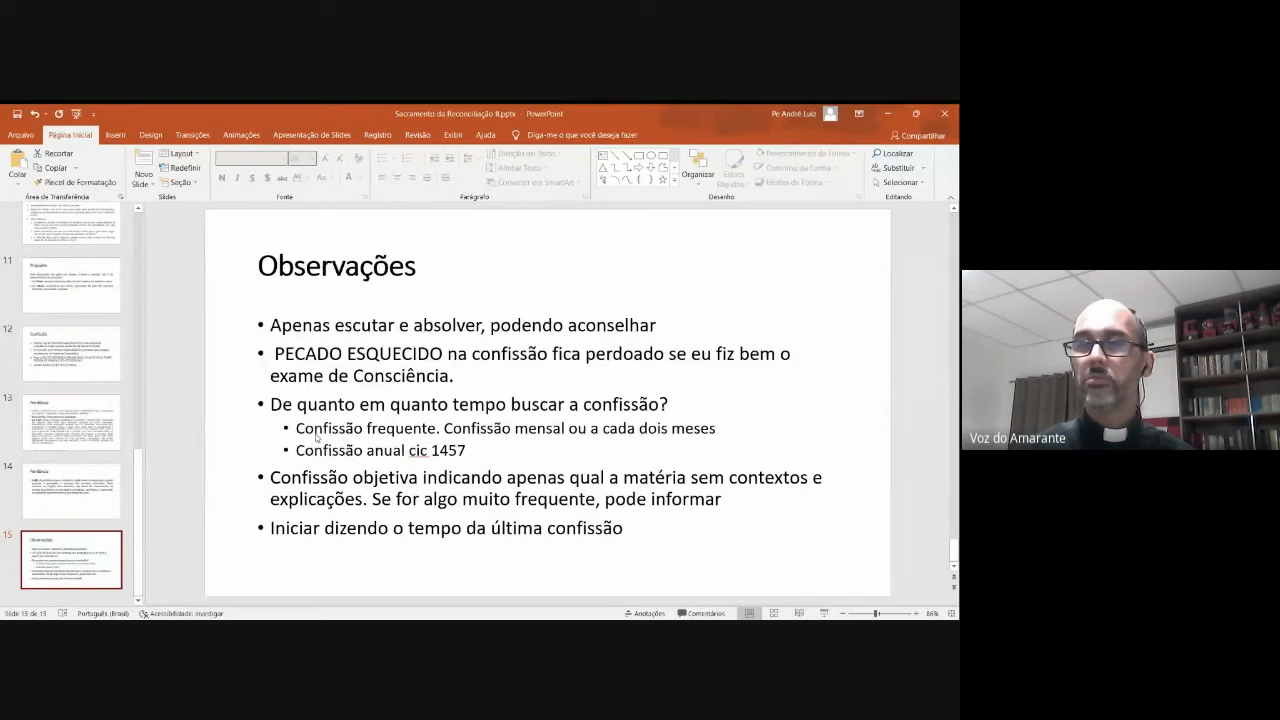 Sacramento da Reconciliação II.pptx - PowerPoint
Pe André Luiz
Arquivo Página Inicial Inserir Design Transições Animações Apresentação de Slides Registro Revisão Exibir Ajuda Diga-me o que você deseja fazer Compartilhar
Colar
Recortar
Copiar
Pincel de Formatação
Área de Transferência
Novo
Slide
Layout
Redefinir
Seção
Slides
Fonte
Direção do Texto
Alinhar Texto
Converter em SmartArt
Parágrafo
Organizar
Estilos
Rápidos
Preenchimento da Forma
Contorno da Forma
Efeitos de Forma
Desenho
Localizar
Substituir
Selecionar
Editando
11
12
13
14
15
Observações
• Apenas escutar e absolver, podendo aconselhar
• PECADO ESQUECIDO na confissão fica perdoado se eu fiz bem o
exame de Consciência.
• De quanto em quanto tempo buscar a confissão?
• Confissão frequente. Confissão mensal ou a cada dois meses
• Confissão anual cic 1457
• Confissão objetiva indicando apenas qual a matéria sem contextos e
explicações. Se for algo muito frequente, pode informar
• Iniciar dizendo o tempo da última confissão
Slide 15 de 15 Português (Brasil) Acessibilidade: investigar Anotações Comentários 86%
Voz do Amarante